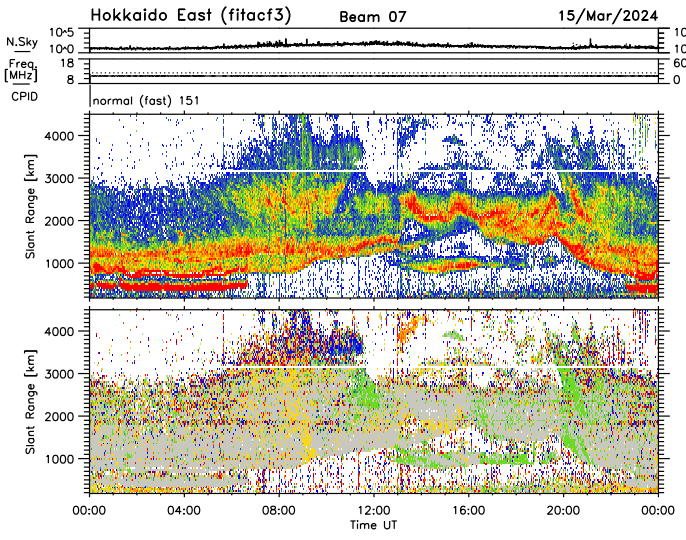 Hokkaido East (fitacf3) Beam 07 15/Mar/2024
N.Sky 10^5 10^0 10^5 10^0
Freq. [MHz] 18 8 60 0
CPID normal (fast) 151
Slant Range [km] 4000 3000 2000 1000
Slant Range [km] 4000 3000 2000 1000
00:00 04:00 08:00 12:00 16:00 20:00 00:00
Time UT